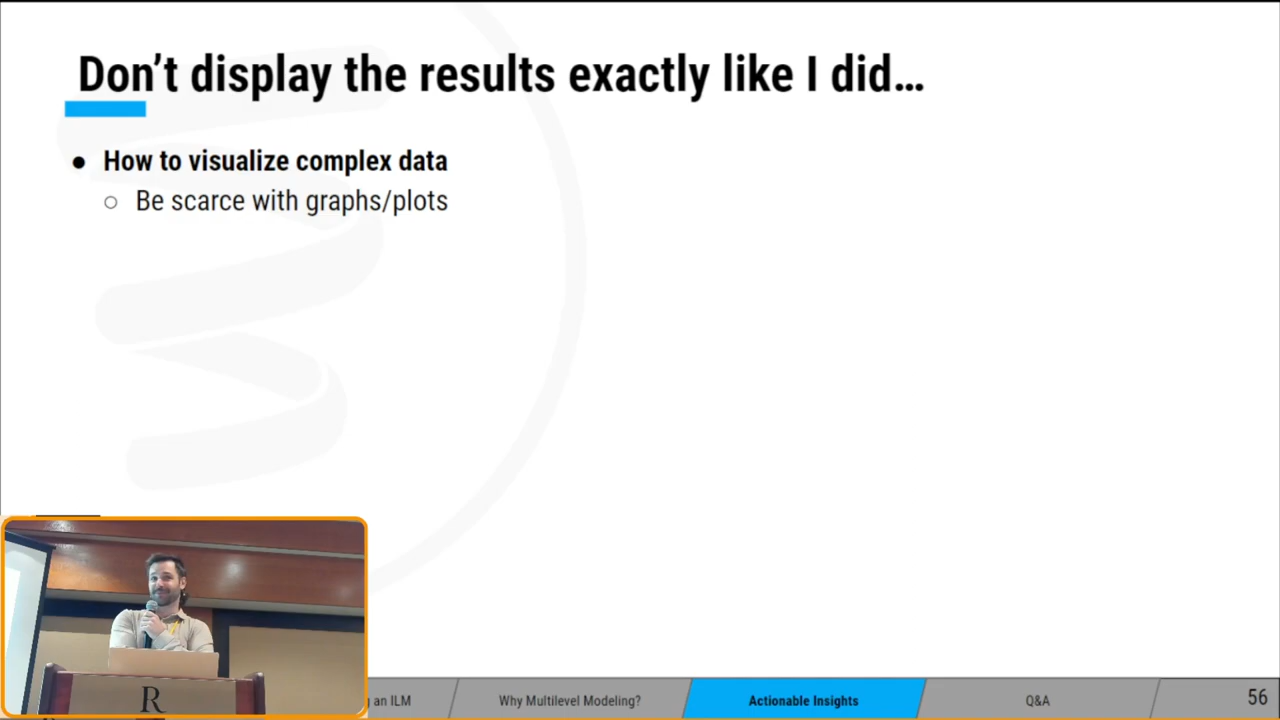 Don't display the results exactly like I did…
● How to visualize complex data
○ Be scarce with graphs/plots
R
an ILM
Why Multilevel Modeling?
Actionable Insights
Q&A
56